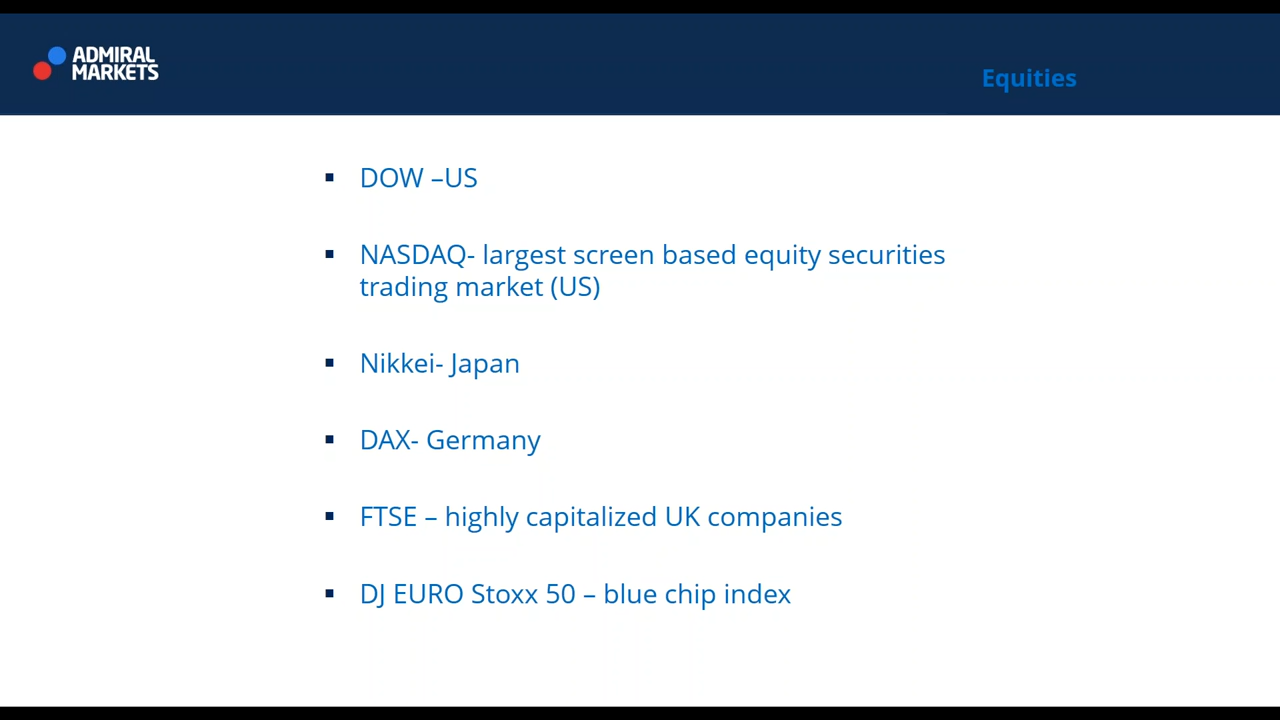 ADMIRAL
MARKETS
Equities
▪ DOW –US
▪ NASDAQ- largest screen based equity securities
trading market (US)
▪ Nikkei- Japan
▪ DAX- Germany
▪ FTSE – highly capitalized UK companies
▪ DJ EURO Stoxx 50 – blue chip index